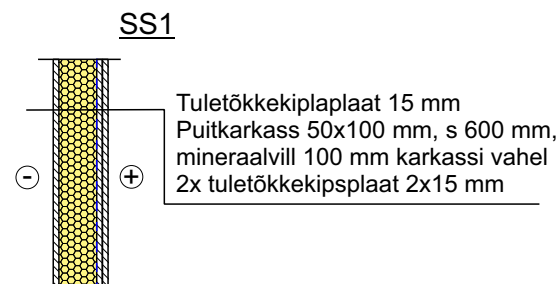 SS1
Tuletõkkekiplaplaat 15 mm
Puitkarkass 50x100 mm, s 600 mm,
mineraalvill 100 mm karkassi vahel
2x tuletõkkekipsplaat 2x15 mm
- +